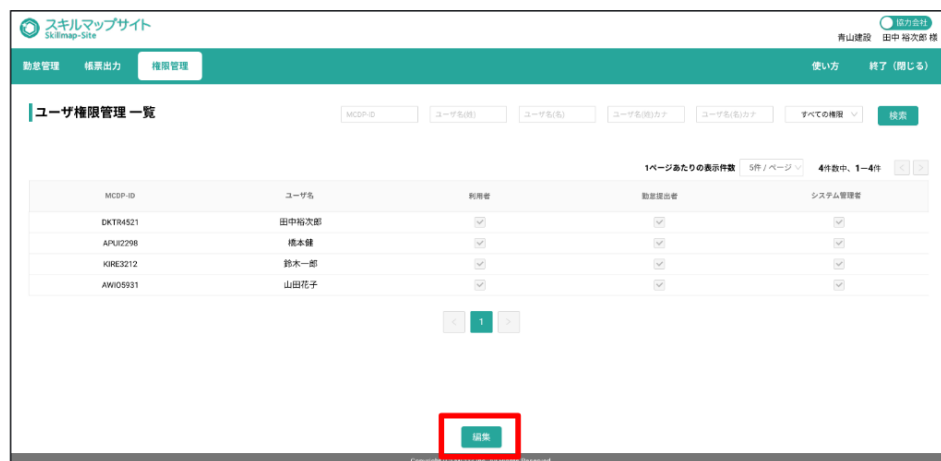 スキルマップサイト
Skillmap-Site
協力会社
青山建設 田中 裕次郎 様
勤怠管理 帳票出力 権限管理 使い方 終了（閉じる）
ユーザ権限管理 一覧
MCDP-ID ユーザ名(姓) ユーザ名(名) ユーザ名(姓)カナ ユーザ名(名)カナ すべての権限 検索
1ページあたりの表示件数 5件 / ページ 4件数中、1ー4件
MCDP-ID ユーザ名 利用者 勤怠提出者 システム管理者
DKTR4521 田中裕次郎
APUI2298 橋本健
KIRE3212 鈴木一郎
AWIO5931 山田花子
1
編集